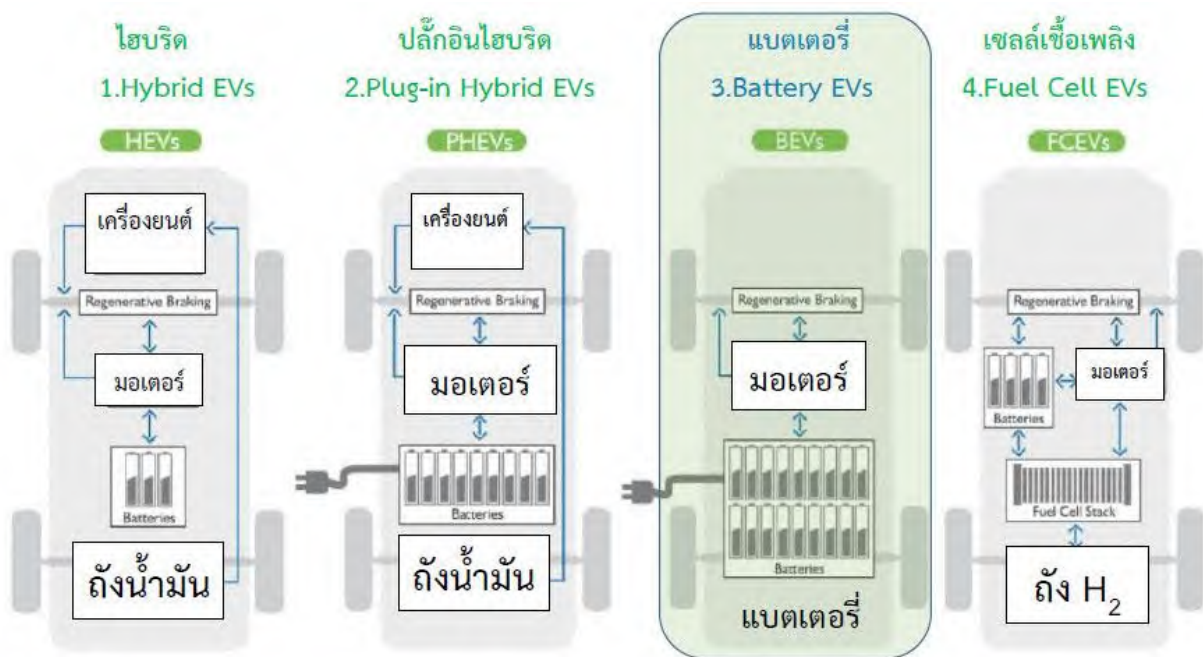 ไฮบริด
1.Hybrid EVs
HEVs
เครื่องยนต์
Regenerative Braking
มอเตอร์
Batteries
ถังน้ำมัน
ปลั๊กอินไฮบริด
2.Plug-in Hybrid EVs
PHEVs
เครื่องยนต์
Regenerative Braking
มอเตอร์
Batteries
ถังน้ำมัน
แบตเตอรี่
3.Battery EVs
BEVs
Regenerative Braking
มอเตอร์
Batteries
แบตเตอรี่
เซลล์เชื้อเพลิง
4.Fuel Cell EVs
FCEVs
Regenerative Braking
มอเตอร์
Batteries
Fuel Cell Stack
ถัง H₂